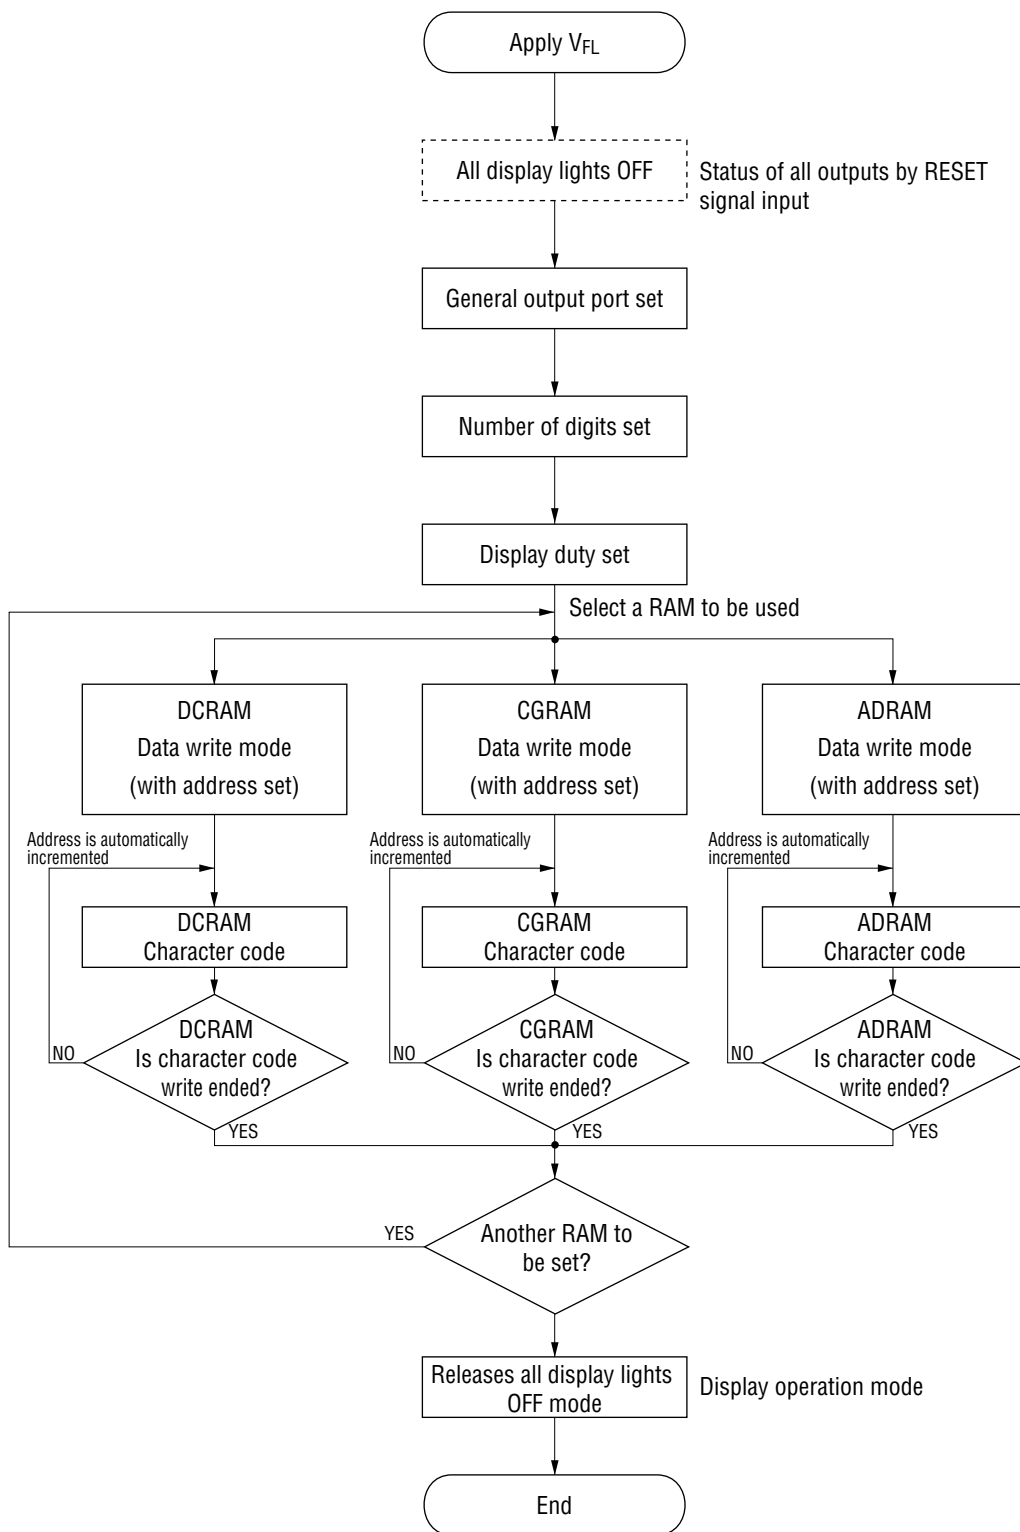 Apply VFL
All display lights OFF
Status of all outputs by RESET
signal input
General output port set
Number of digits set
Display duty set
Select a RAM to be used
DCRAM
Data write mode
(with address set)
CGRAM
Data write mode
(with address set)
ADRAM
Data write mode
(with address set)
Address is automatically
incremented
Address is automatically
incremented
Address is automatically
incremented
DCRAM
Character code
CGRAM
Character code
ADRAM
Character code
DCRAM
Is character code
write ended?
NO
YES
CGRAM
Is character code
write ended?
NO
YES
ADRAM
Is character code
write ended?
NO
YES
Another RAM to
be set?
YES
Releases all display lights
OFF mode
Display operation mode
End